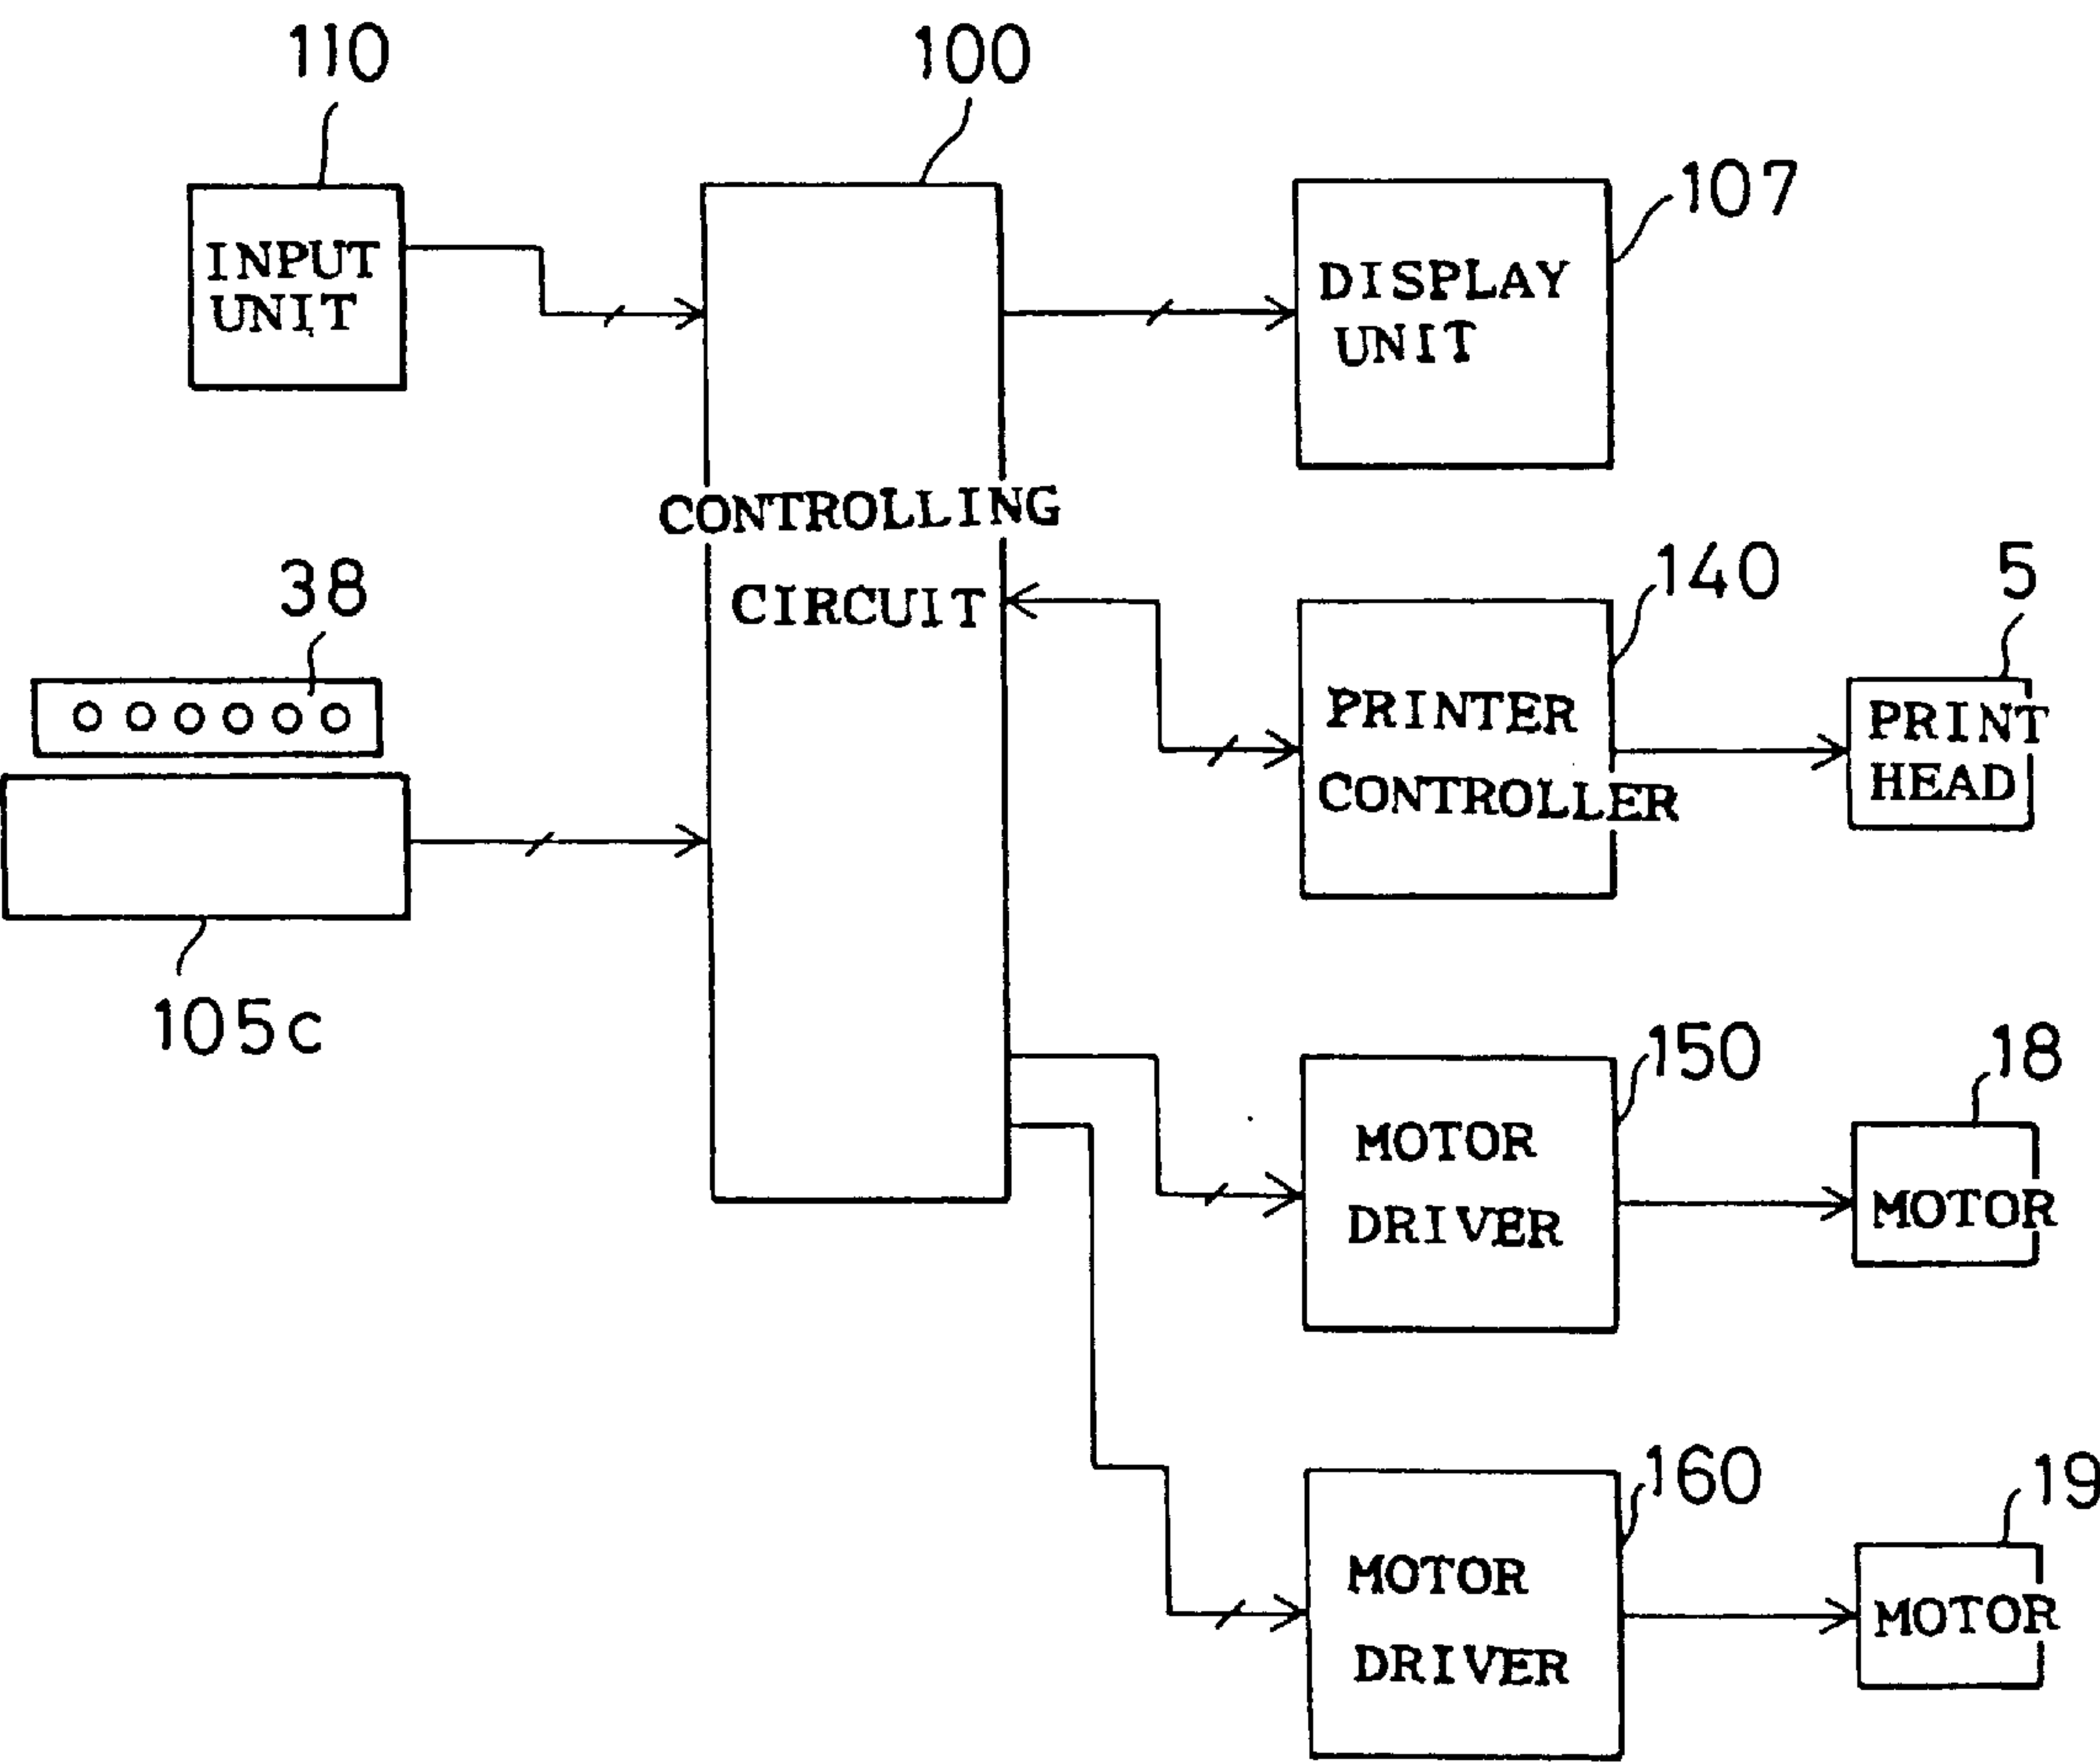 110
100
107
INPUT
UNIT
DISPLAY
UNIT
CONTROLLING
CIRCUIT
38
140
5
PRINTER
CONTROLLER
PRINT
HEAD
105c
150
18
MOTOR
DRIVER
MOTOR
160
19
MOTOR
DRIVER
MOTOR